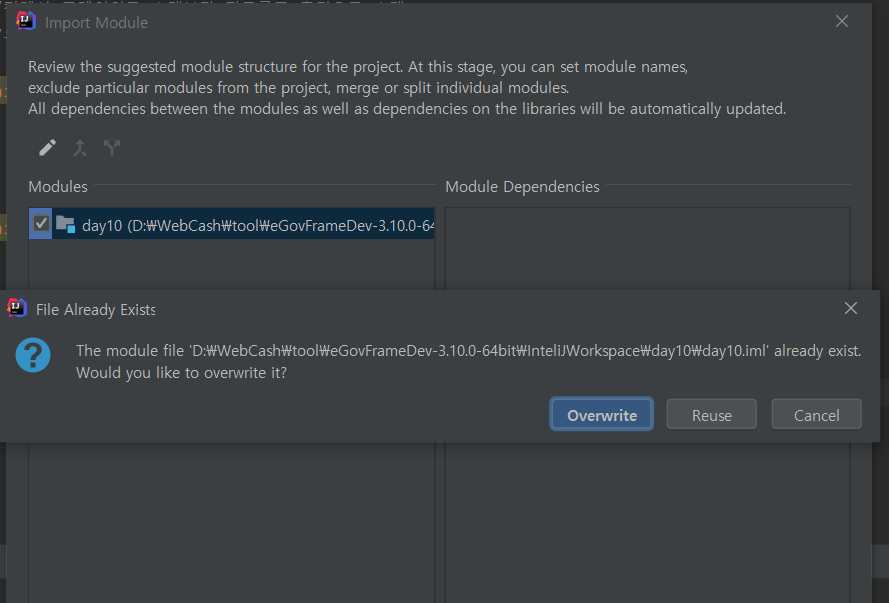 Import Module
Review the suggested module structure for the project. At this stage, you can set module names,
exclude particular modules from the project, merge or split individual modules.
All dependencies between the modules as well as dependencies on the libraries will be automatically updated.
Modules
Module Dependencies
day10 (D:₩WebCash₩tool₩eGovFrameDev-3.10.0-64
File Already Exists
The module file 'D:₩WebCash₩tool₩eGovFrameDev-3.10.0-64bit₩InteliJWorkspace₩day10₩day10.iml' already exist.
Would you like to overwrite it?
Overwrite
Reuse
Cancel